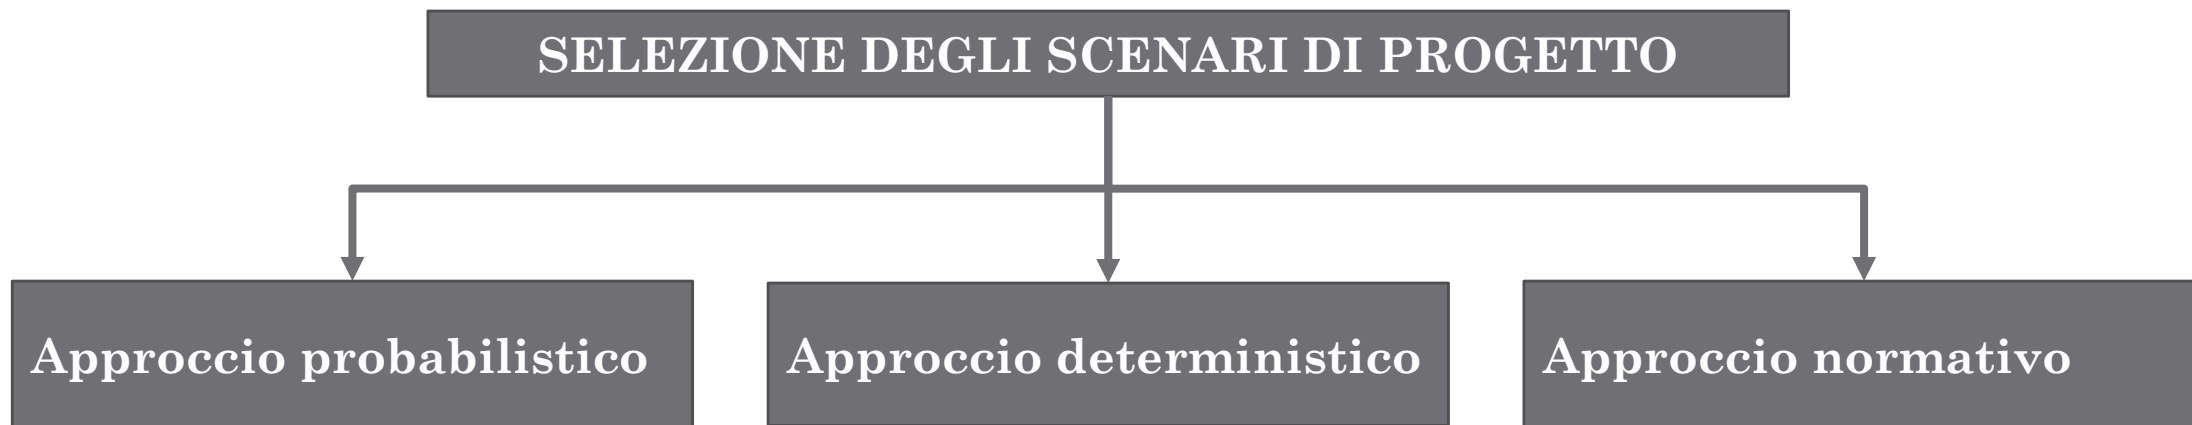 SELEZIONE DEGLI SCENARI DI PROGETTO
Approccio probabilistico
Approccio deterministico
Approccio normativo